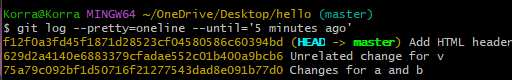 Korra@Korra MINGW64 ~/OneDrive/Desktop/hello (master)
$ git log --pretty=oneline --until='5 minutes ago'
f12f0a3fd45f1871d28523cf04580586c60394bd (HEAD -> master) Add HTML header
629d2a4140e6883379cfadae552c01b400a9bcb6 Unrelated change for v
75a79c092bf1d50716f21277543dad8e091b77d0 Changes for a and b